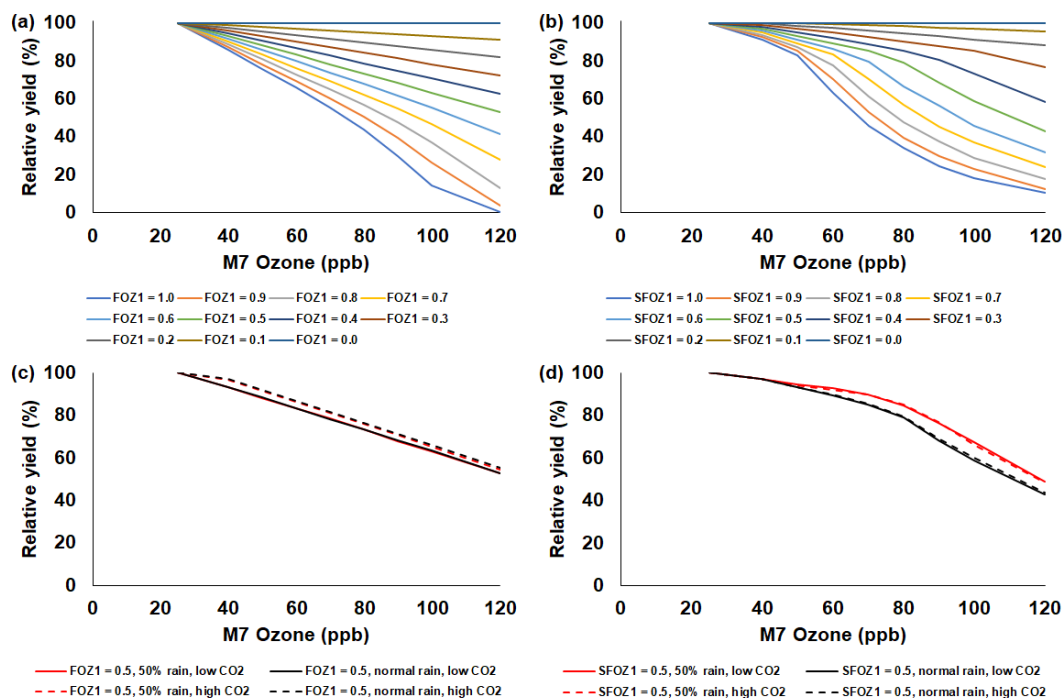 (a)
(b)
Relative yield (%)
100
80
60
40
20
0
0 20 40 60 80 100 120
M7 Ozone (ppb)
FOZ1 = 1.0 FOZ1 = 0.9 FOZ1 = 0.8 FOZ1 = 0.7
FOZ1 = 0.6 FOZ1 = 0.5 FOZ1 = 0.4 FOZ1 = 0.3
FOZ1 = 0.2 FOZ1 = 0.1 FOZ1 = 0.0
Relative yield (%)
100
80
60
40
20
0
0 20 40 60 80 100 120
M7 Ozone (ppb)
SFOZ1 = 1.0 SFOZ1 = 0.9 SFOZ1 = 0.8 SFOZ1 = 0.7
SFOZ1 = 0.6 SFOZ1 = 0.5 SFOZ1 = 0.4 SFOZ1 = 0.3
SFOZ1 = 0.2 SFOZ1 = 0.1 SFOZ1 = 0.0
(c)
(d)
Relative yield (%)
100
80
60
40
20
0
0 20 40 60 80 100 120
M7 Ozone (ppb)
FOZ1 = 0.5, 50% rain, low CO2 FOZ1 = 0.5, normal rain, low CO2
FOZ1 = 0.5, 50% rain, high CO2 FOZ1 = 0.5, normal rain, high CO2
Relative yield (%)
100
80
60
40
20
0
0 20 40 60 80 100 120
M7 Ozone (ppb)
SFOZ1 = 0.5, 50% rain, low CO2 SFOZ1 = 0.5, normal rain, low CO2
SFOZ1 = 0.5, 50% rain, high CO2 SFOZ1 = 0.5, normal rain, high CO2